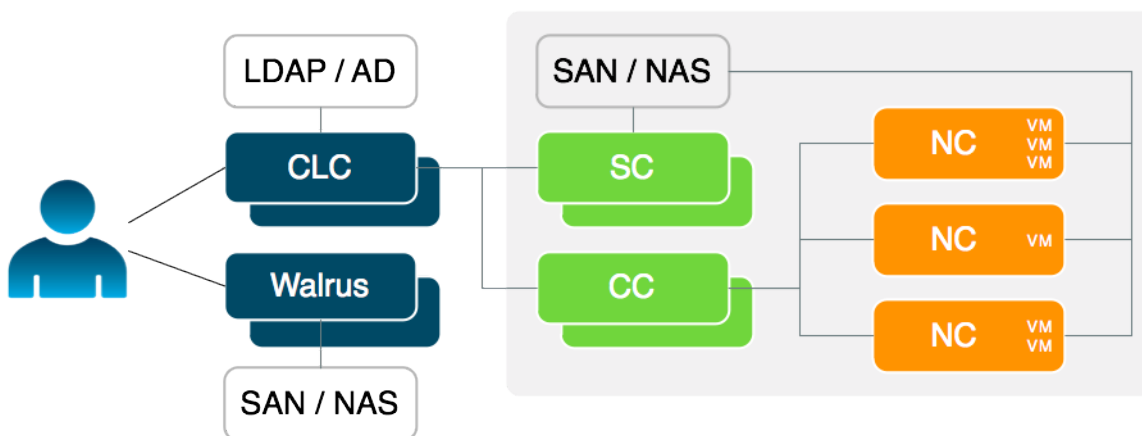 LDAP / AD
SAN / NAS
CLC
SC
NC
VM
VM
VM
NC
VM
Walrus
CC
NC
VM
VM
SAN / NAS